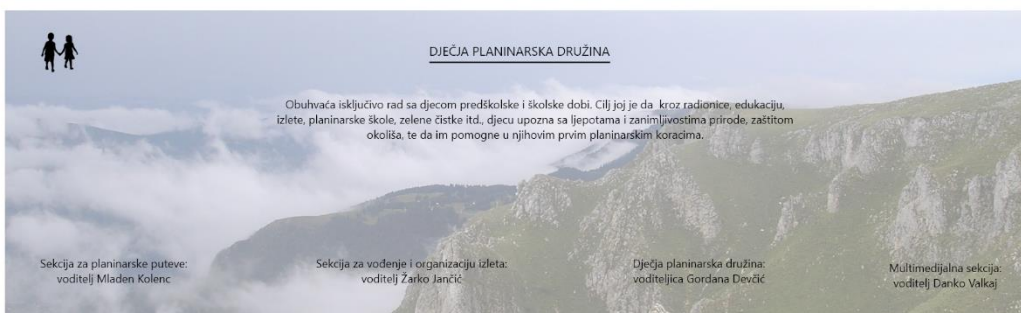 DJEČJA PLANINARSKA DRUŽINA
Obuhvaća isključivo rad sa djecom predškolske i školske dobi. Cilj joj je da kroz radionice, edukaciju,
izlete, planinarske škole, zelene čistke itd., djecu upozna sa ljepotama i zanimljivostima prirode, zaštitom
okoliša, te da im pomogne u njihovim prvim planinarskim koracima.
Sekcija za planinarske puteve:
voditelj Mladen Kolenc
Sekcija za vođenje i organizaciju izleta:
voditelj Žarko Jančić
Dječja planinarska družina:
voditeljica Gordana Devčić
Multimedijalna sekcija:
voditelj Danko Valkaj